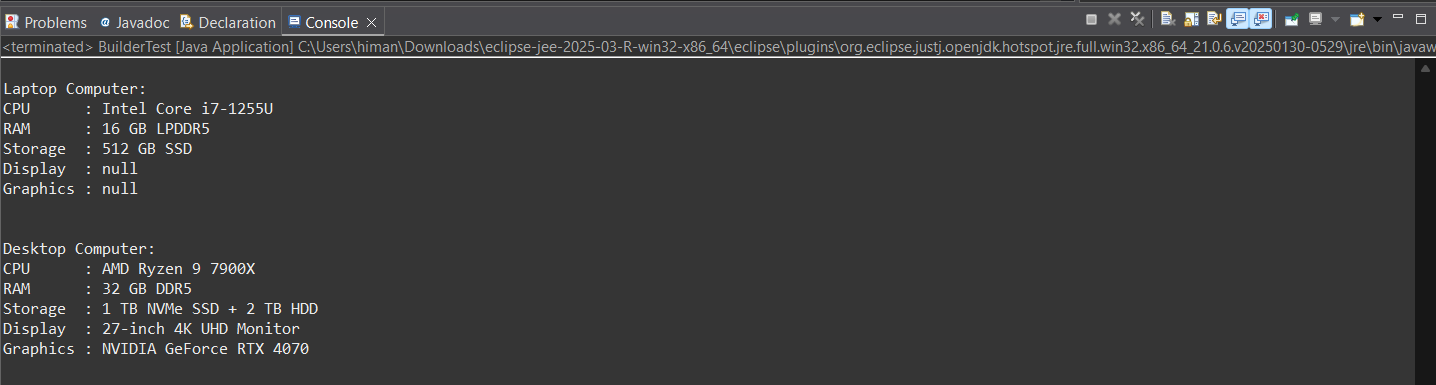 Problems @ Javadoc Declaration Console
<terminated> BuilderTest [Java Application] C:\Users\himan\Downloads\eclipse-jee-2025-03-R-win32-x86_64\eclipse\plugins\org.eclipse.justj.openjdk.hotspot.jre.full.win32.x86_64_21.0.6.v20250130-0529\jre\bin\javaw
Laptop Computer:
CPU      : Intel Core i7-1255U
RAM      : 16 GB LPDDR5
Storage  : 512 GB SSD
Display  : null
Graphics : null
Desktop Computer:
CPU      : AMD Ryzen 9 7900X
RAM      : 32 GB DDR5
Storage  : 1 TB NVMe SSD + 2 TB HDD
Display  : 27-inch 4K UHD Monitor
Graphics : NVIDIA GeForce RTX 4070